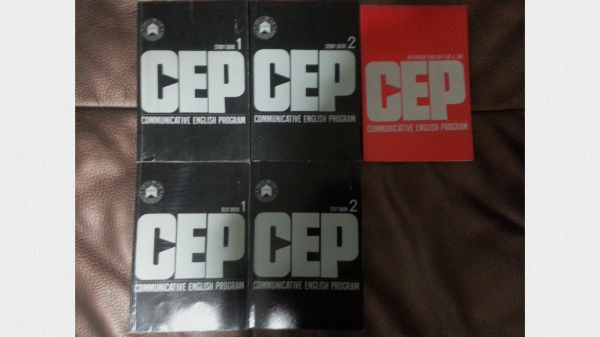 STUDY GUIDE 1
CEP
COMMUNICATIVE ENGLISH PROGRAM
STUDY GUIDE 2
CEP
COMMUNICATIVE ENGLISH PROGRAM
CEP
COMMUNICATIVE ENGLISH PROGRAM
TEXT BOOK 1
CEP
COMMUNICATIVE ENGLISH PROGRAM
TEXT BOOK 2
CEP
COMMUNICATIVE ENGLISH PROGRAM